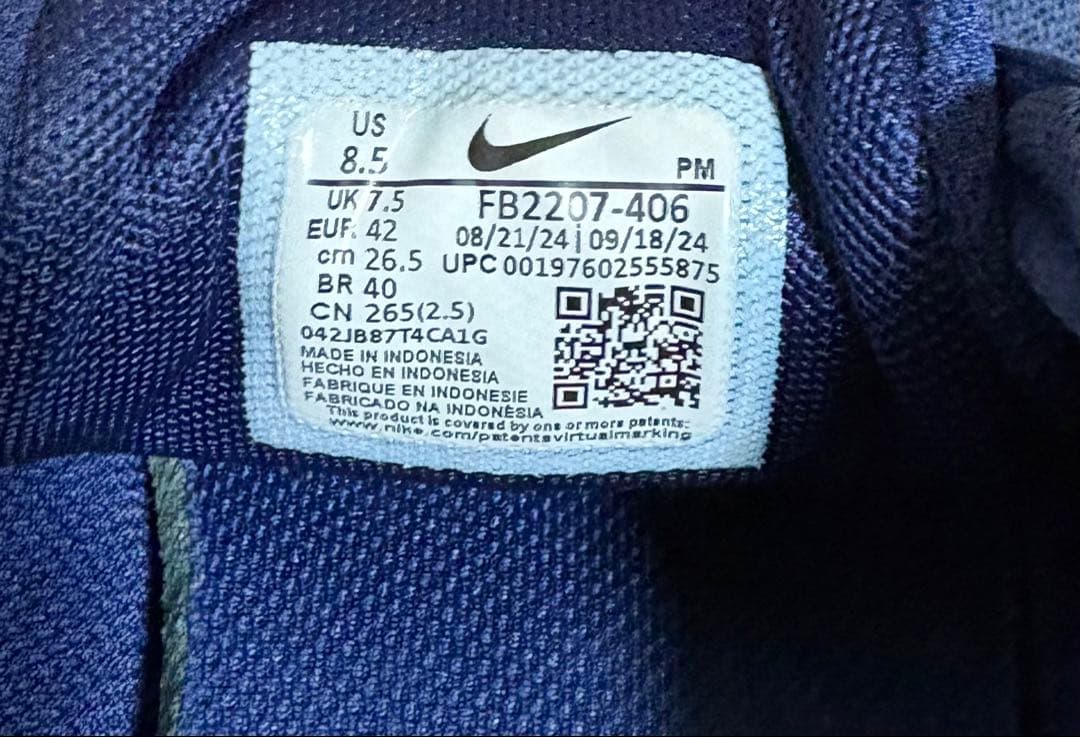 US
8.5
PM
UK 7.5
FB2207-406
EUR 42
08/21/24 | 09/18/24
cm 26.5
UPC 00197602555875
BR 40
CN 265(2.5)
042JB87T4CA1G
MADE IN INDONESIA
HECHO EN INDONESIA
FABRIQUE EN INDONESIE
FABRICADO NA INDONÈSIA
This product is covered by one or more patents:
www.nike.com/patentsvirtualmarking